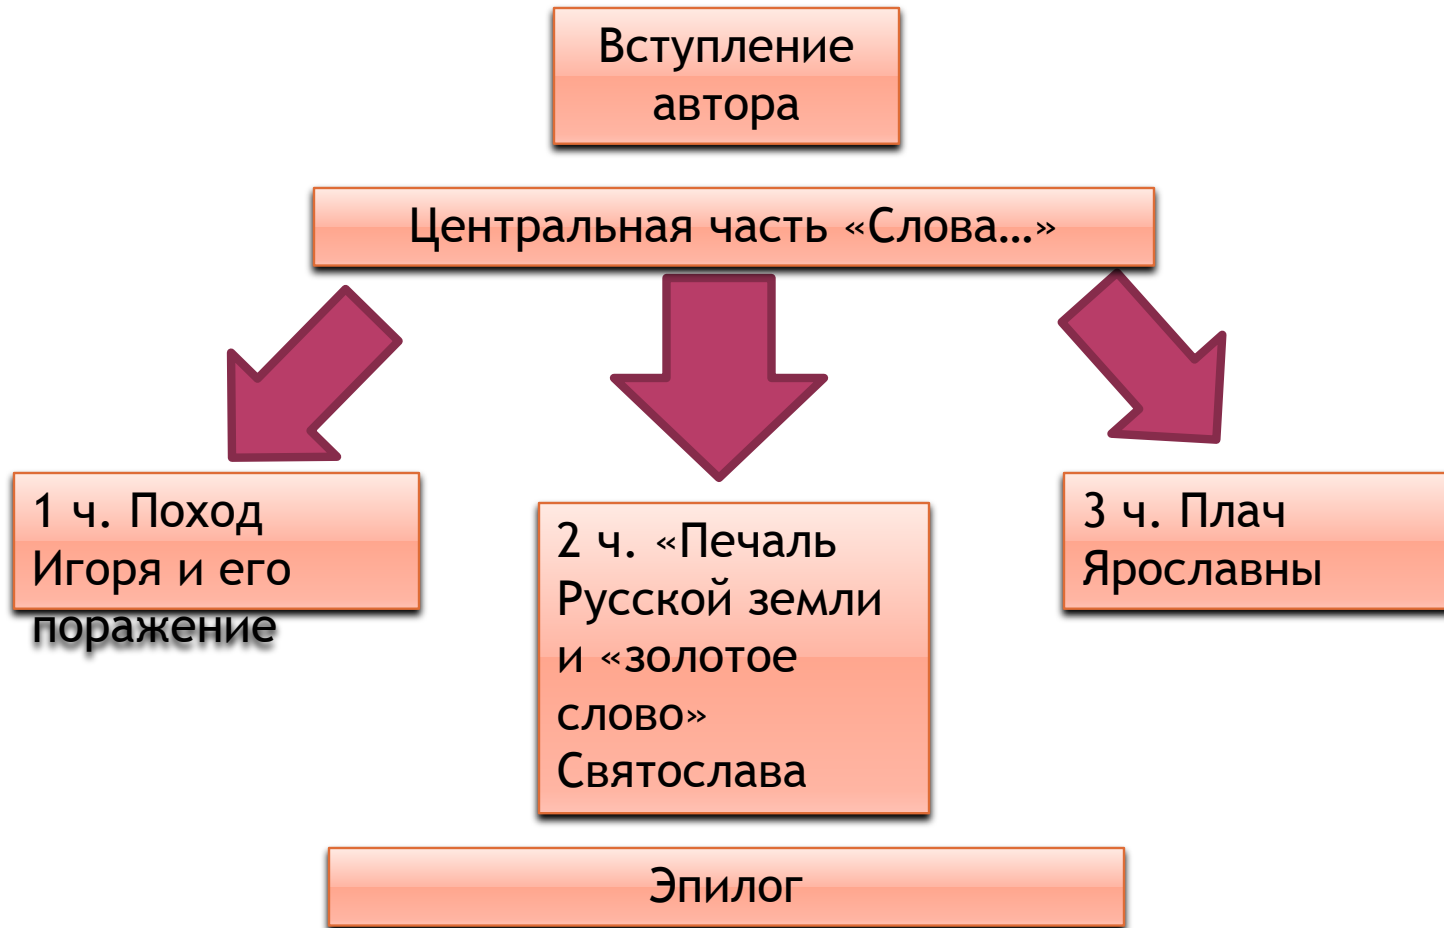 Вступление
автора
Центральная часть «Слова…»
1 ч. Поход
Игоря и его
поражение
2 ч. «Печаль
Русской земли
и «золотое
слово»
Святослава
3 ч. Плач
Ярославны
Эпилог